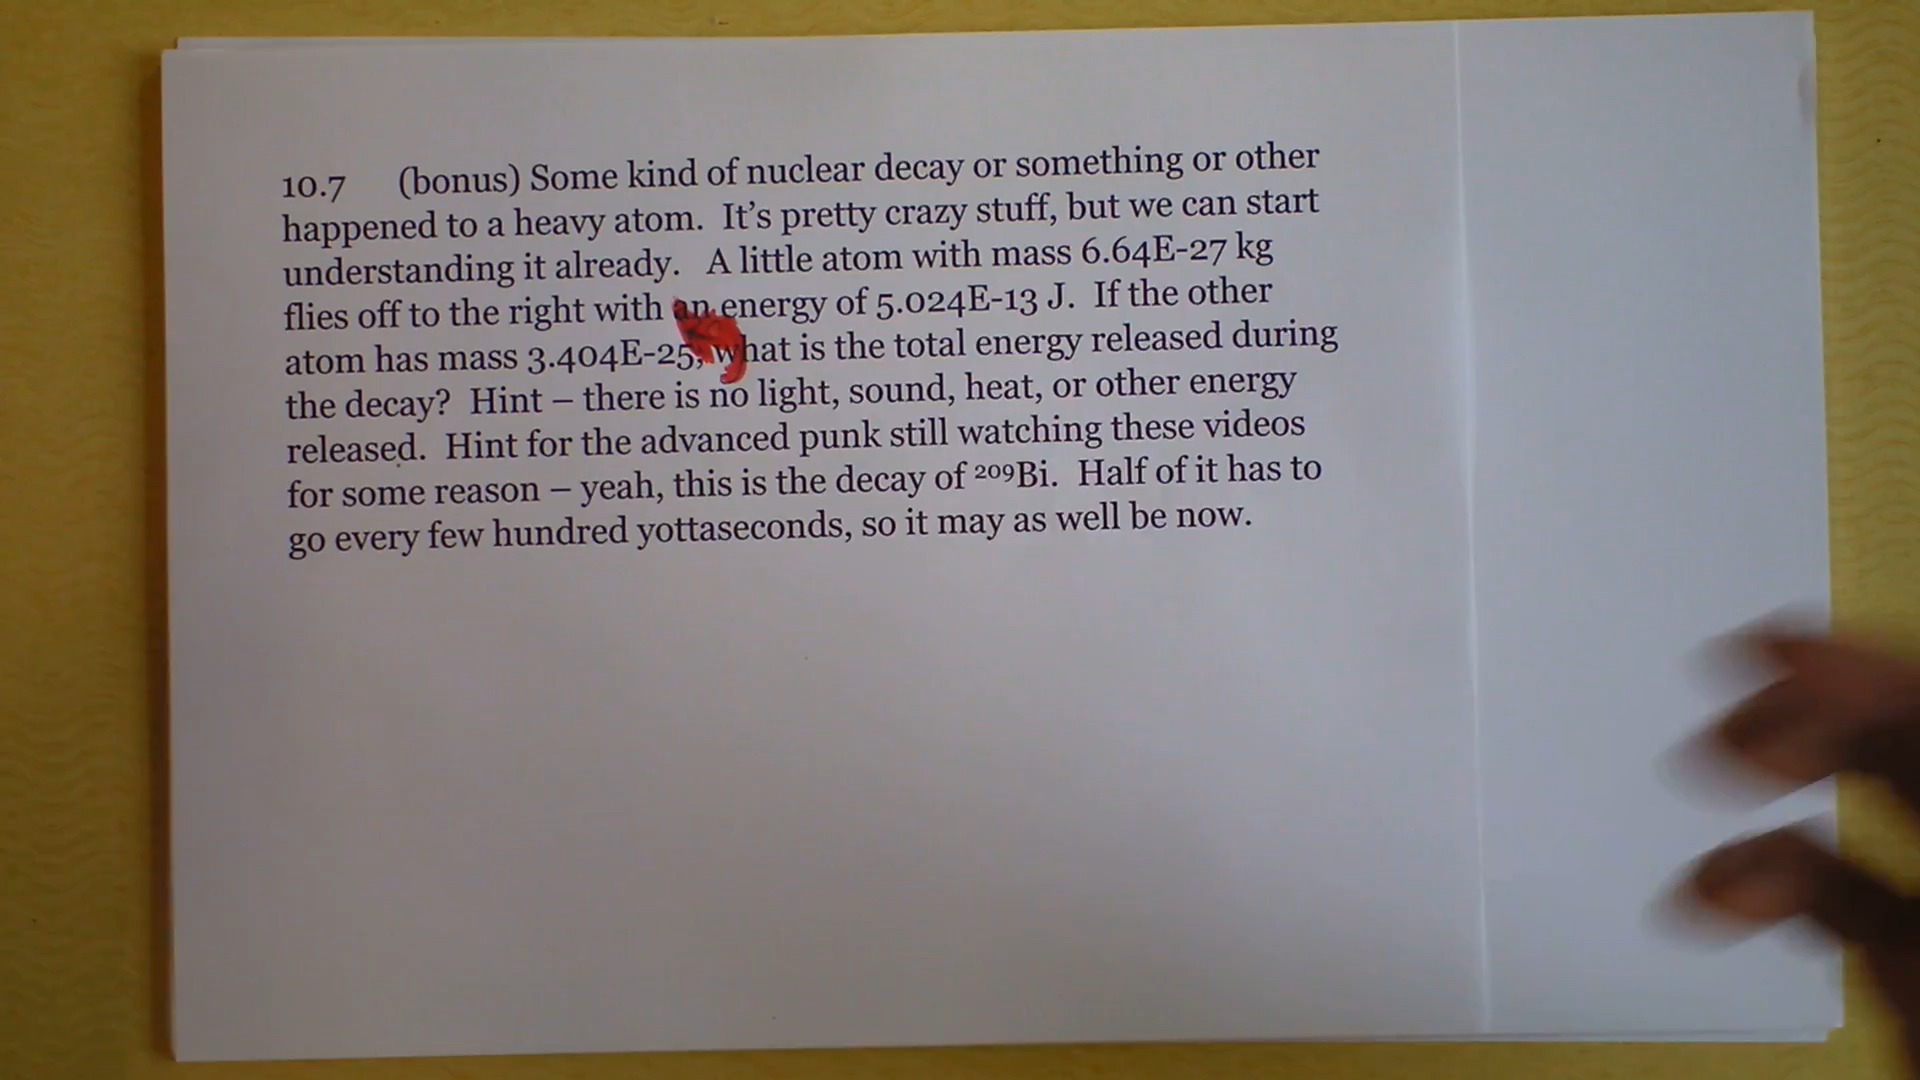 10.7 (bonus) Some kind of nuclear decay or something or other
happened to a heavy atom. It's pretty crazy stuff, but we can start
understanding it already. A little atom with mass 6.64E-27 kg
flies off to the right with an energy of 5.024E-13 J. If the other
atom has mass 3.404E-25, what is the total energy released during
the decay? Hint – there is no light, sound, heat, or other energy
released. Hint for the advanced punk still watching these videos
for some reason – yeah, this is the decay of ²⁰⁹Bi. Half of it has to
go every few hundred yottaseconds, so it may as well be now.